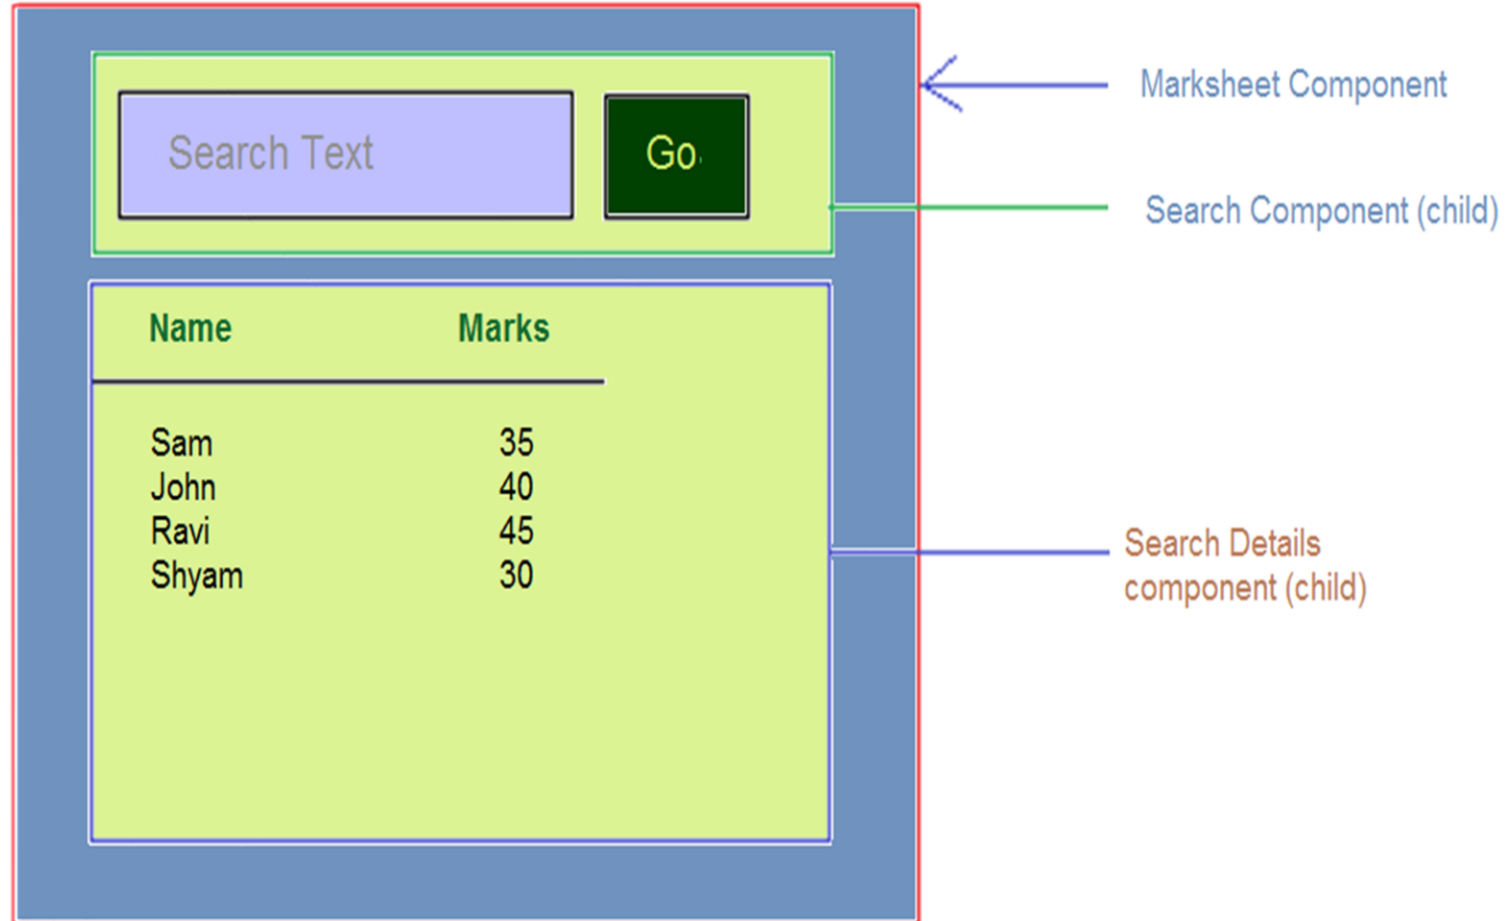 Search Text
Go
Marksheet Component
Search Component (child)
Name Marks
Sam 35
John 40
Ravi 45
Shyam 30
Search Details
component (child)